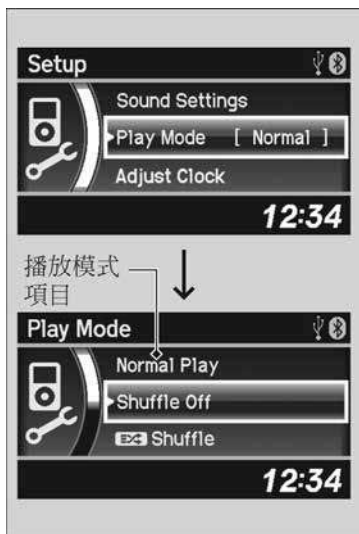 Setup
Sound Settings
Play Mode [ Normal ]
Adjust Clock
12:34
播放模式
項目
Play Mode
Normal Play
Shuffle Off
Shuffle
12:34